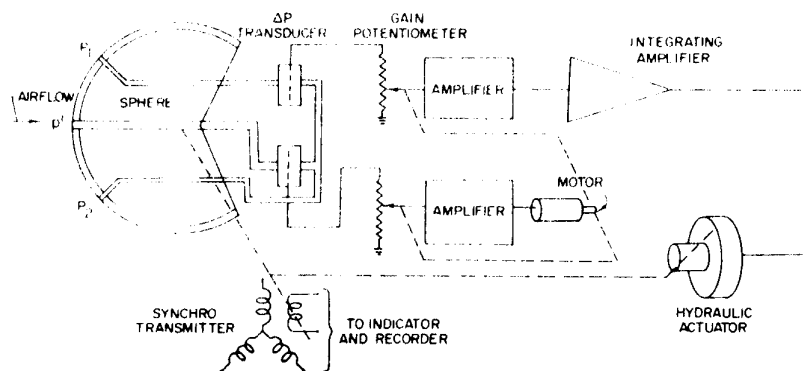 ΔP
TRANSDUCER
GAIN
POTENTIOMETER
INTEGRATING
AMPLIFIER
P1
AIRFLOW
SPHERE
P'
P2
AMPLIFIER
AMPLIFIER
MOTOR
SYNCHRO
TRANSMITTER
TO INDICATOR
AND RECORDER
HYDRAULIC
ACTUATOR